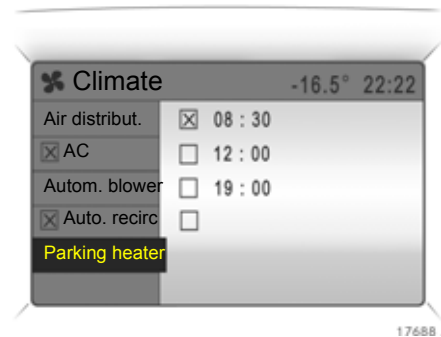 Climate -16.5° 22:22
Air distribut. 08 : 30
AC 12 : 00
Autom. blower 19 : 00
Auto. recirc
Parking heater
17688